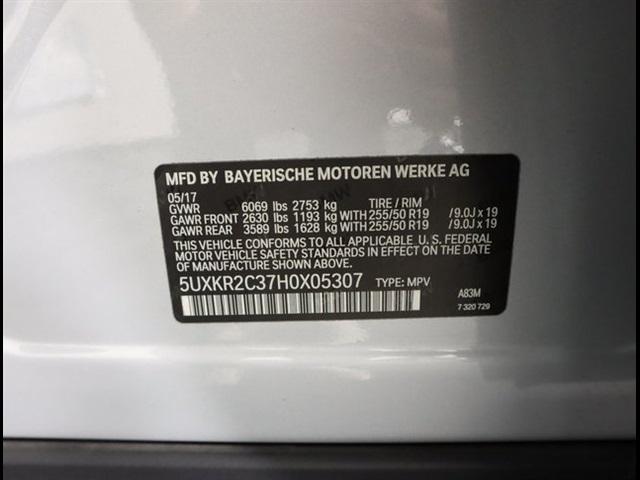 MFD BY BAYERISCHE MOTOREN WERKE AG
05/17
GVWR 6069 lbs 2753 kg TIRE / RIM
GAWR FRONT 2630 lbs 1193 kg WITH 255/50 R19 /9.0J x 19
GAWR REAR 3589 lbs 1628 kg WITH 255/50 R19 /9.0J x 19
THIS VEHICLE CONFORMS TO ALL APPLICABLE U. S. FEDERAL
MOTOR VEHICLE SAFETY STANDARDS IN EFFECT ON THE DATE
OF MANUFACTURE SHOWN ABOVE.
5UXKR2C37H0X05307 TYPE: MPV
A83M
7 320 729